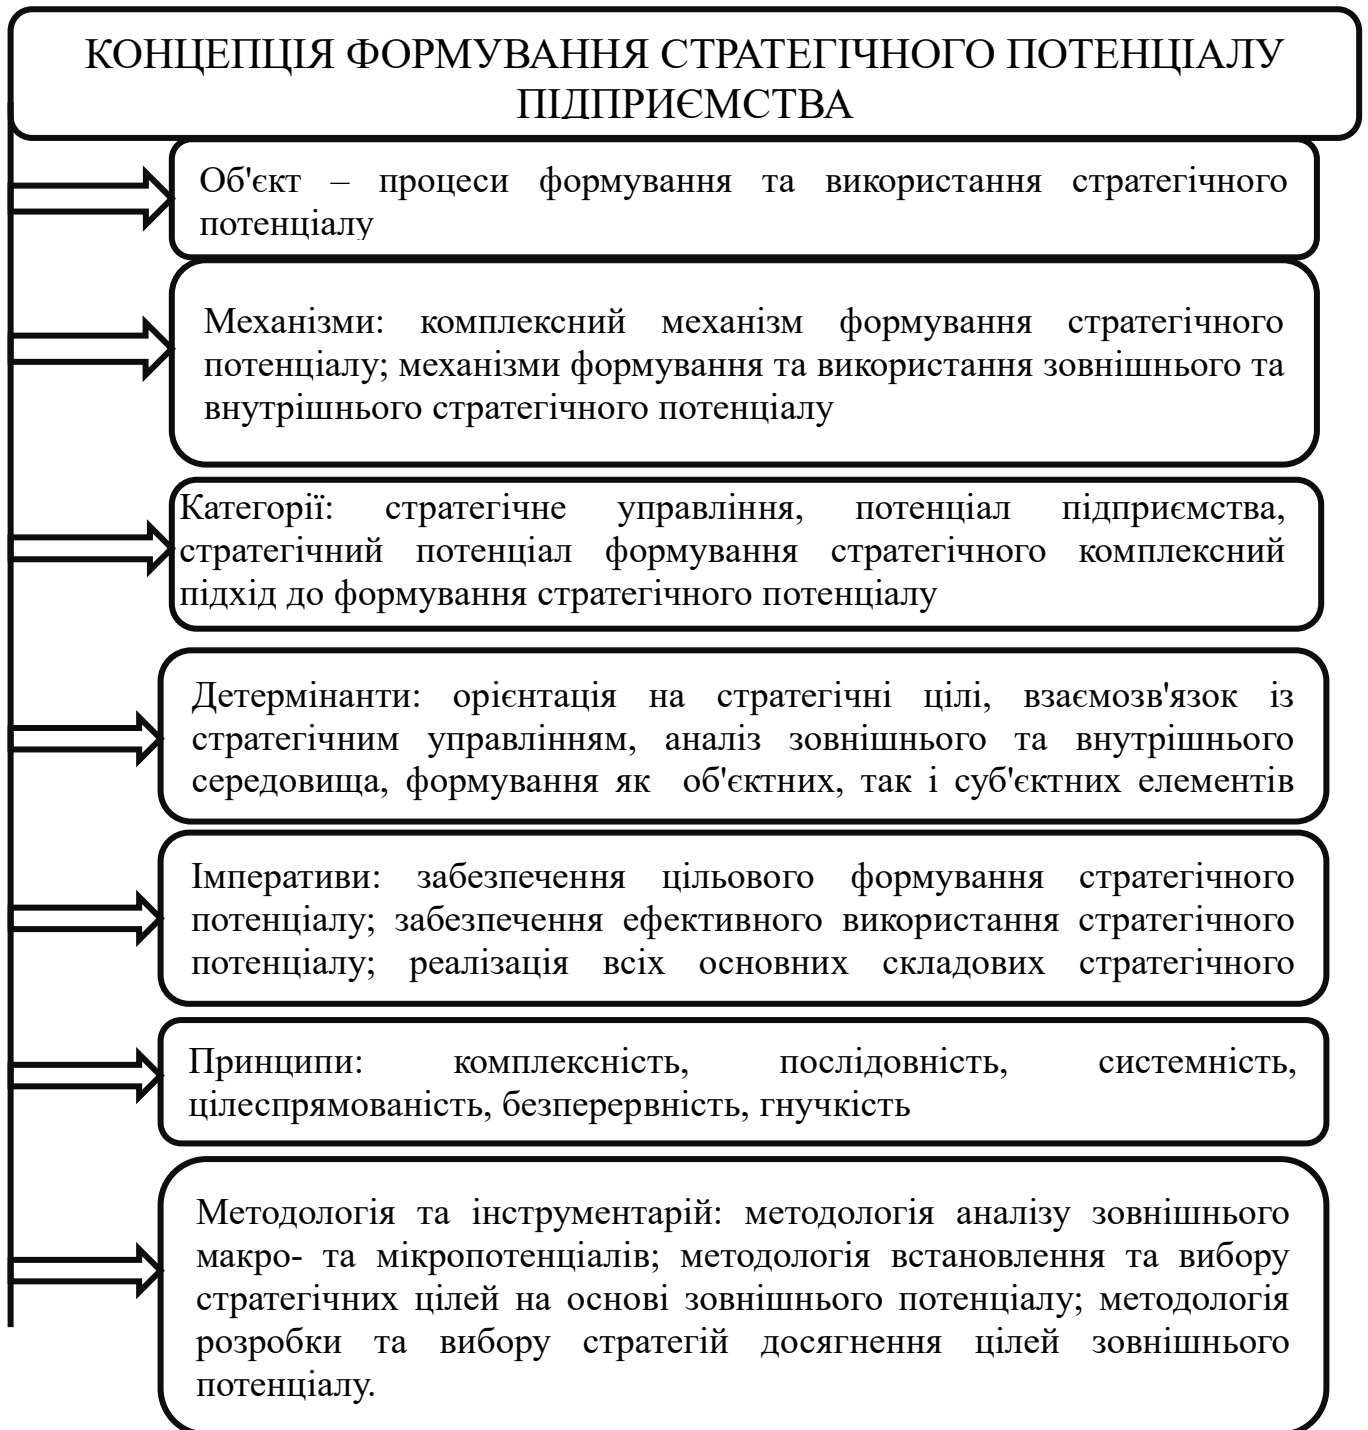 КОНЦЕПЦІЯ ФОРМУВАННЯ СТРАТЕГІЧНОГО ПОТЕНЦІАЛУ
ПІДПРИЄМСТВА
Об'єкт – процеси формування та використання стратегічного
потенціалу
Механізми: комплексний механізм формування стратегічного
потенціалу; механізми формування та використання зовнішнього та
внутрішнього стратегічного потенціалу
Категорії: стратегічне управління, потенціал підприємства,
стратегічний потенціал формування стратегічного комплексний
підхід до формування стратегічного потенціалу
Детермінанти: орієнтація на стратегічні цілі, взаємозв'язок із
стратегічним управлінням, аналіз зовнішнього та внутрішнього
середовища, формування як об'єктних, так і суб'єктних елементів
Імперативи: забезпечення цільового формування стратегічного
потенціалу; забезпечення ефективного використання стратегічного
потенціалу; реалізація всіх основних складових стратегічного
Принципи: комплексність, послідовність, системність,
цілеспрямованість, безперервність, гнучкість
Методологія та інструментарій: методологія аналізу зовнішнього
макро- та мікропотенціалів; методологія встановлення та вибору
стратегічних цілей на основі зовнішнього потенціалу; методологія
розробки та вибору стратегій досягнення цілей зовнішнього
потенціалу.